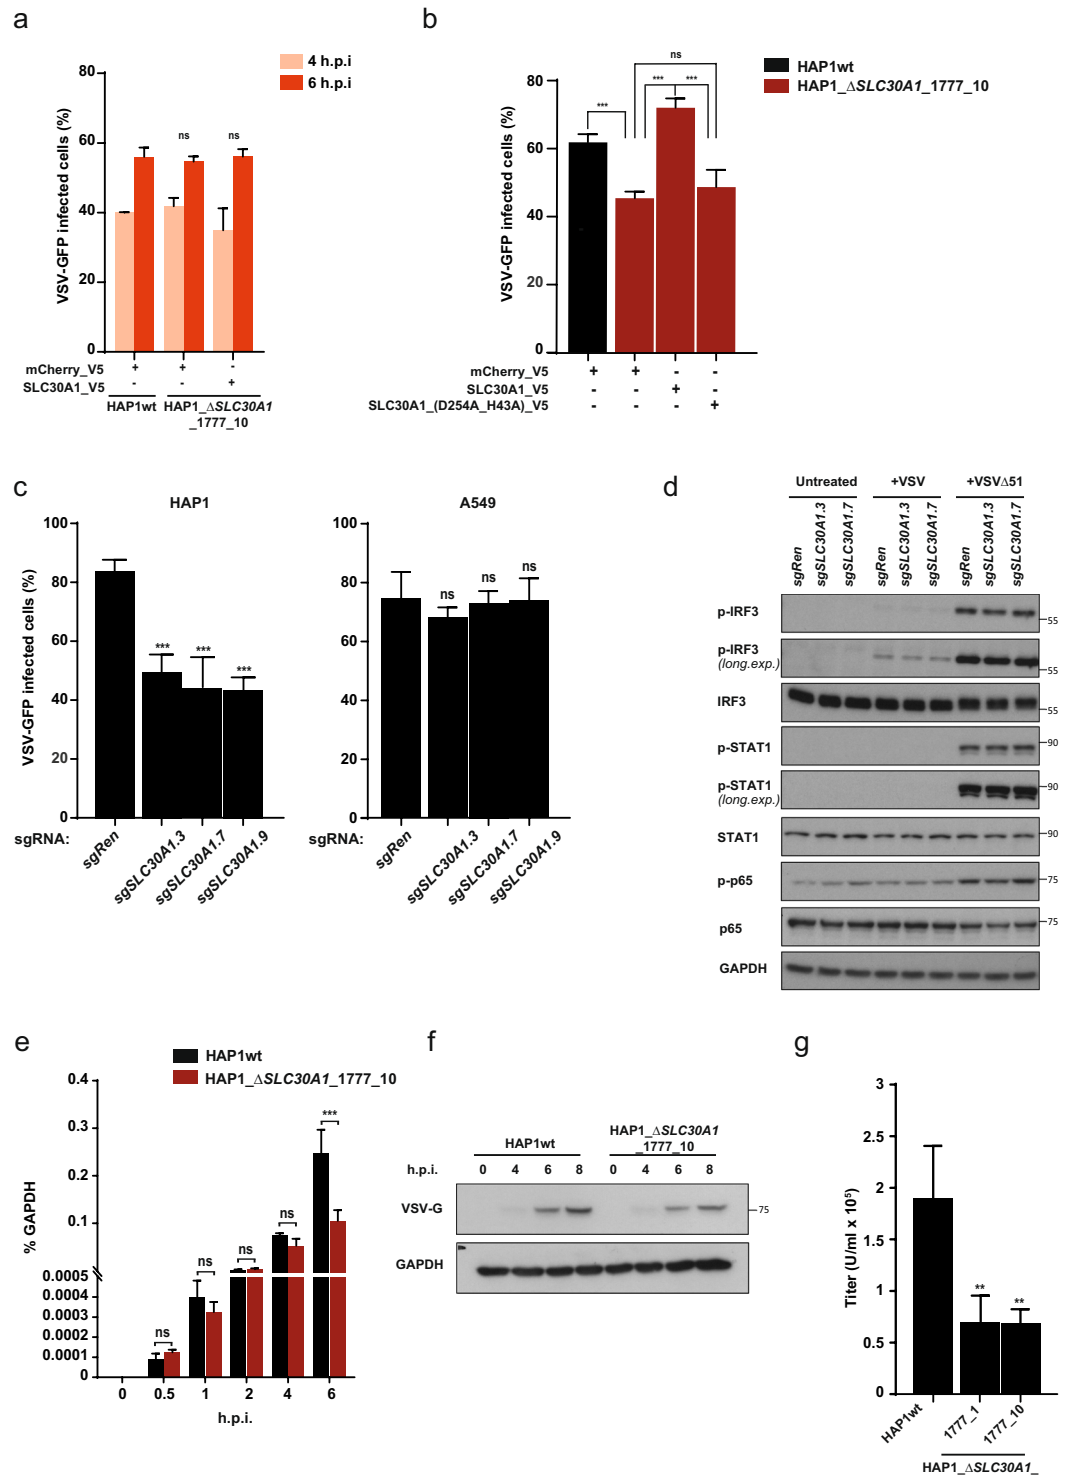 a
4 h.p.i
6 h.p.i
VSV-GFP infected cells (%)
80
60
40
20
0
ns
ns
mCherry_V5
+
+
-
SLC30A1_V5
-
-
+
HAP1wt
HAP1_ΔSLC30A1
_1777_10
b
HAP1wt
HAP1_ΔSLC30A1_1777_10
VSV-GFP infected cells (%)
80
60
40
20
0
ns
***
***
***
mCherry_V5
+
+
-
-
SLC30A1_V5
-
-
+
-
SLC30A1_(D254A_H43A)_V5
-
-
-
+
c
HAP1
VSV-GFP infected cells (%)
100
80
60
40
20
0
***
***
***
sgRNA:
sgRen
sgSLC30A1.3
sgSLC30A1.7
sgSLC30A1.9
A549
100
80
60
40
20
0
ns
ns
ns
sgRNA:
sgRen
sgSLC30A1.3
sgSLC30A1.7
sgSLC30A1.9
d
Untreated
+VSV
+VSVΔ51
sgRen
sgSLC30A1.3
sgSLC30A1.7
sgRen
sgSLC30A1.3
sgSLC30A1.7
sgRen
sgSLC30A1.3
sgSLC30A1.7
p-IRF3
55
p-IRF3
(long.exp.)
55
IRF3
55
p-STAT1
90
p-STAT1
(long.exp.)
90
STAT1
90
p-p65
75
p65
75
GAPDH
e
HAP1wt
HAP1_ΔSLC30A1_1777_10
% GAPDH
0.4
0.3
0.2
0.1
0.0005
0.0004
0.0003
0.0002
0.0001
0
ns
ns
ns
ns
***
0
0.5
1
2
4
6
h.p.i.
f
HAP1wt
HAP1_ΔSLC30A1
_1777_10
h.p.i.
0
4
6
8
0
4
6
8
VSV-G
75
GAPDH
g
Titer (U/ml x 10⁵)
3
2.5
2
1.5
1
0.5
0
**
**
HAP1wt
1777_1
1777_10
HAP1_ΔSLC30A1_